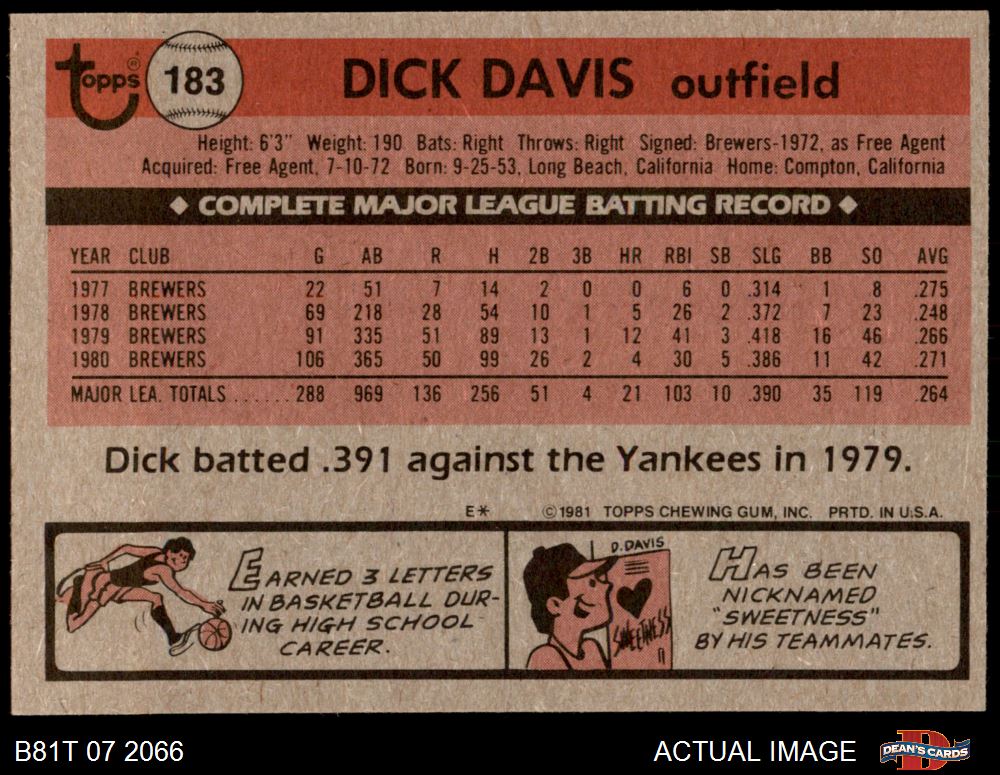 Topps®
183
DICK DAVIS outfield
Height: 6'3" Weight: 190 Bats: Right Throws: Right Signed: Brewers-1972, as Free Agent
Acquired: Free Agent, 7-10-72 Born: 9-25-53, Long Beach, California Home: Compton, California
◆ COMPLETE MAJOR LEAGUE BATTING RECORD ◆
YEAR CLUB G AB R H 2B 3B HR RBI SB SLG BB SO AVG
1977 BREWERS 22 51 7 14 2 0 0 6 0 .314 1 8 .275
1978 BREWERS 69 218 28 54 10 1 5 26 2 .372 7 23 .248
1979 BREWERS 91 335 51 89 13 1 12 41 3 .418 16 46 .266
1980 BREWERS 106 365 50 99 26 2 4 30 5 .386 11 42 .271
MAJOR LEA. TOTALS ...... 288 969 136 256 51 4 21 103 10 .390 35 119 .264
Dick batted .391 against the Yankees in 1979.
E* ©1981 TOPPS CHEWING GUM, INC. PRTD. IN U.S.A.
EARNED 3 LETTERS
IN BASKETBALL DUR-
ING HIGH SCHOOL
CAREER.
D. DAVIS
SWEETNESS
HAS BEEN
NICKNAMED
"SWEETNESS"
BY HIS TEAMMATES.
B81T 07 2066
ACTUAL IMAGE
D
DEAN'S CARDS